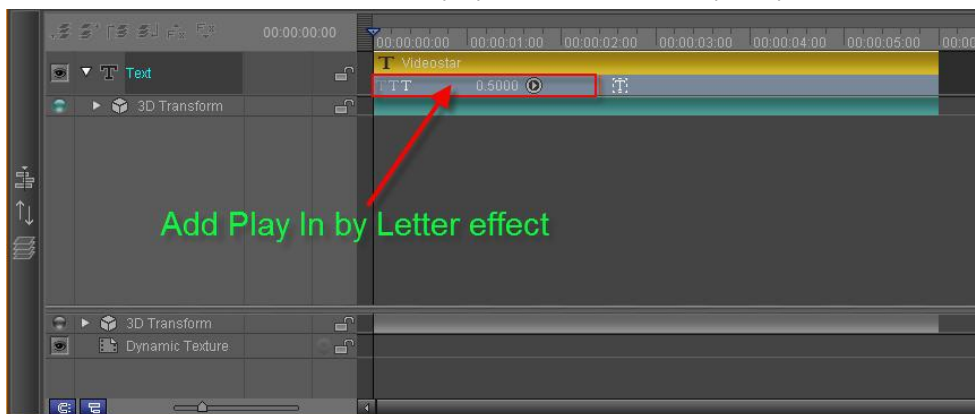 00:00:00:00
00:00:00:00 00:00:01:00 00:00:02:00 00:00:03:00 00:00:04:00 00:00:05:00 00:00
T Text
T Videostar
T T T 0.5000 T
3D Transform
Add Play In by Letter effect
3D Transform
Dynamic Texture